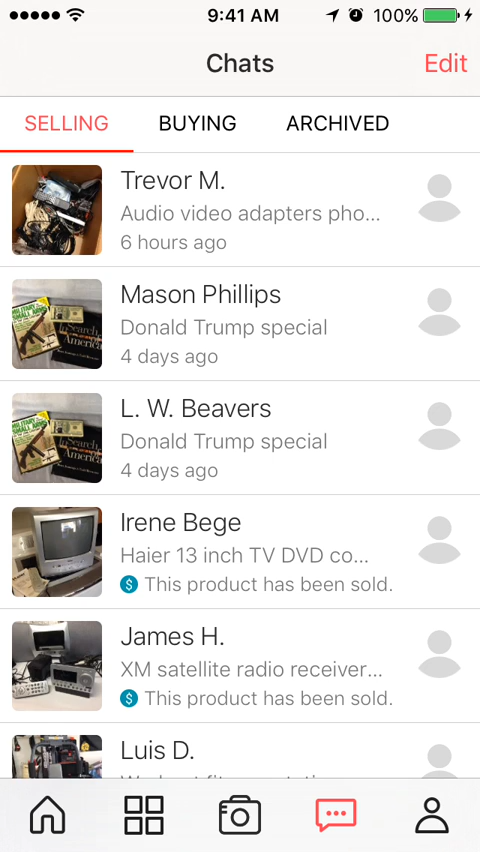 9:41 AM
100%
Chats
Edit
SELLING
BUYING
ARCHIVED
Trevor M.
Audio video adapters pho...
6 hours ago
Mason Phillips
Donald Trump special
4 days ago
L. W. Beavers
Donald Trump special
4 days ago
Irene Bege
Haier 13 inch TV DVD co...
This product has been sold.
James H.
XM satellite radio receiver...
This product has been sold.
Luis D.